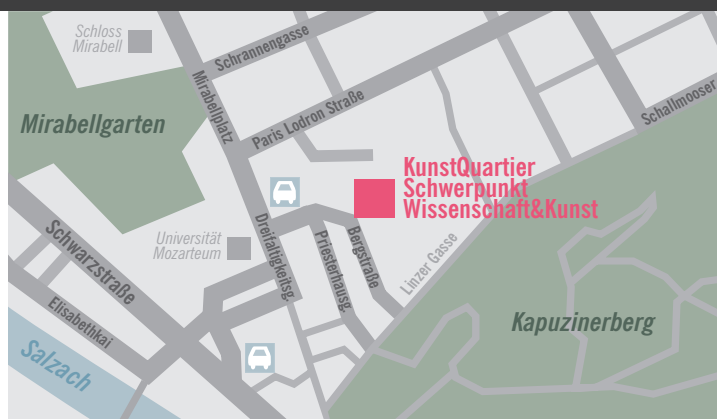 Schloss
Mirabell
Schrannengasse
Mirabellplatz
Paris Lodron Straße
Schallmooser
Mirabellgarten
KunstQuartier
Schwerpunkt
Wissenschaft&Kunst
Universität
Mozarteum
Dreifaltigkeitsg.
Priesterhausg.
Bergstraße
Linzer Gasse
Schwarzstraße
Elisabethkai
Salzach
Kapuzinerberg